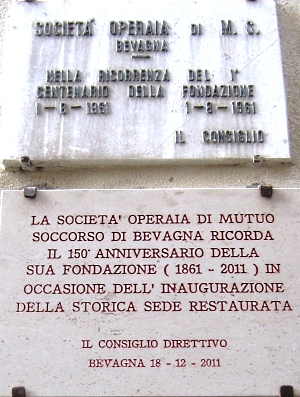 SOCIETÀ OPERAIA DI M. S.
BEVAGNA
NELLA RICORRENZA DEL 1°
CENTENARIO DELLA FONDAZIONE
1-8-1861 1-8-1861
IL CONSIGLIO
LA SOCIETA' OPERAIA DI MUTUO
SOCCORSO DI BEVAGNA RICORDA
IL 150° ANNIVERSARIO DELLA
SUA FONDAZIONE ( 1861 - 2011 ) IN
OCCASIONE DELL' INAUGURAZIONE
DELLA STORICA SEDE RESTAURATA
IL CONSIGLIO DIRETTIVO
BEVAGNA 18 - 12 - 2011